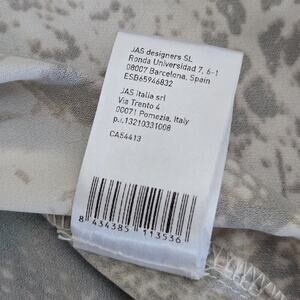 JAS designers SL
Ronda Universidad 7, 6-1
08007 Barcelona, Spain
ESB65946832
JAS italia srl
Via Trento 4
00071 Pomezia, Italy
p.i.13210331008
CA54413
8 434385 113536